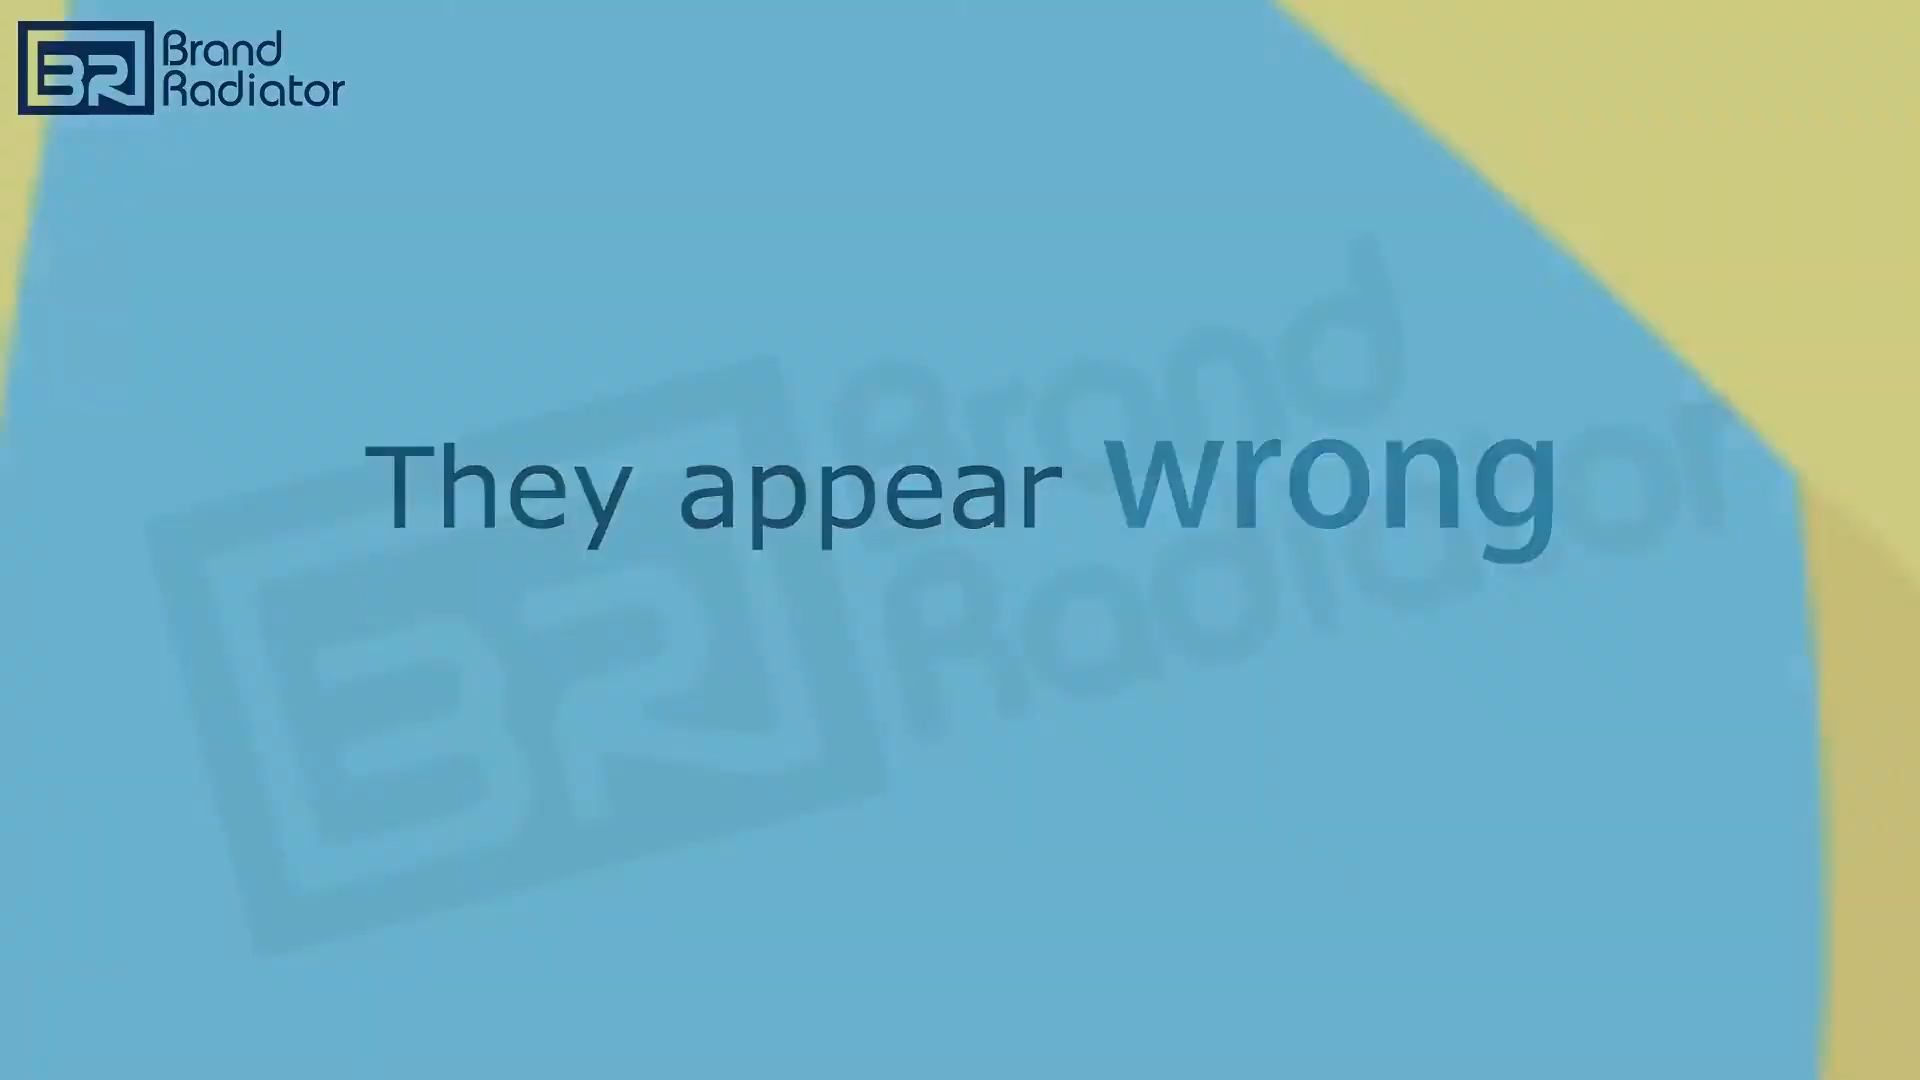 Brand
Radiator
They appear wrong
Brand
Radiator